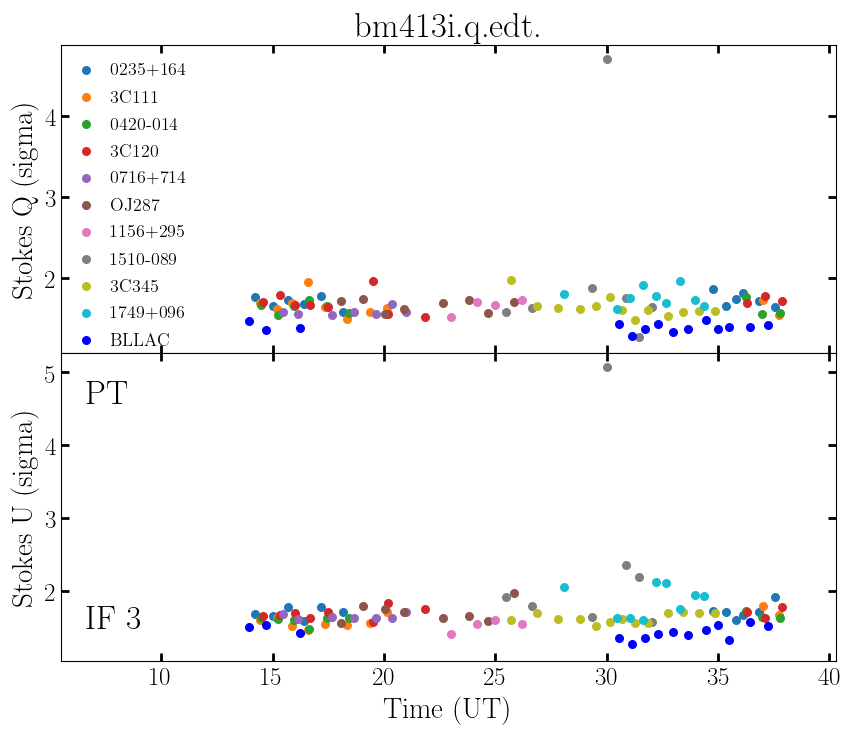 bm413i.q.edt.
Stokes Q (sigma)
4
3
2
0235+164
3C111
0420-014
3C120
0716+714
OJ287
1156+295
1510-089
3C345
1749+096
BLLAC
Stokes U (sigma)
5
4
3
2
PT
IF 3
10 15 20 25 30 35 40
Time (UT)